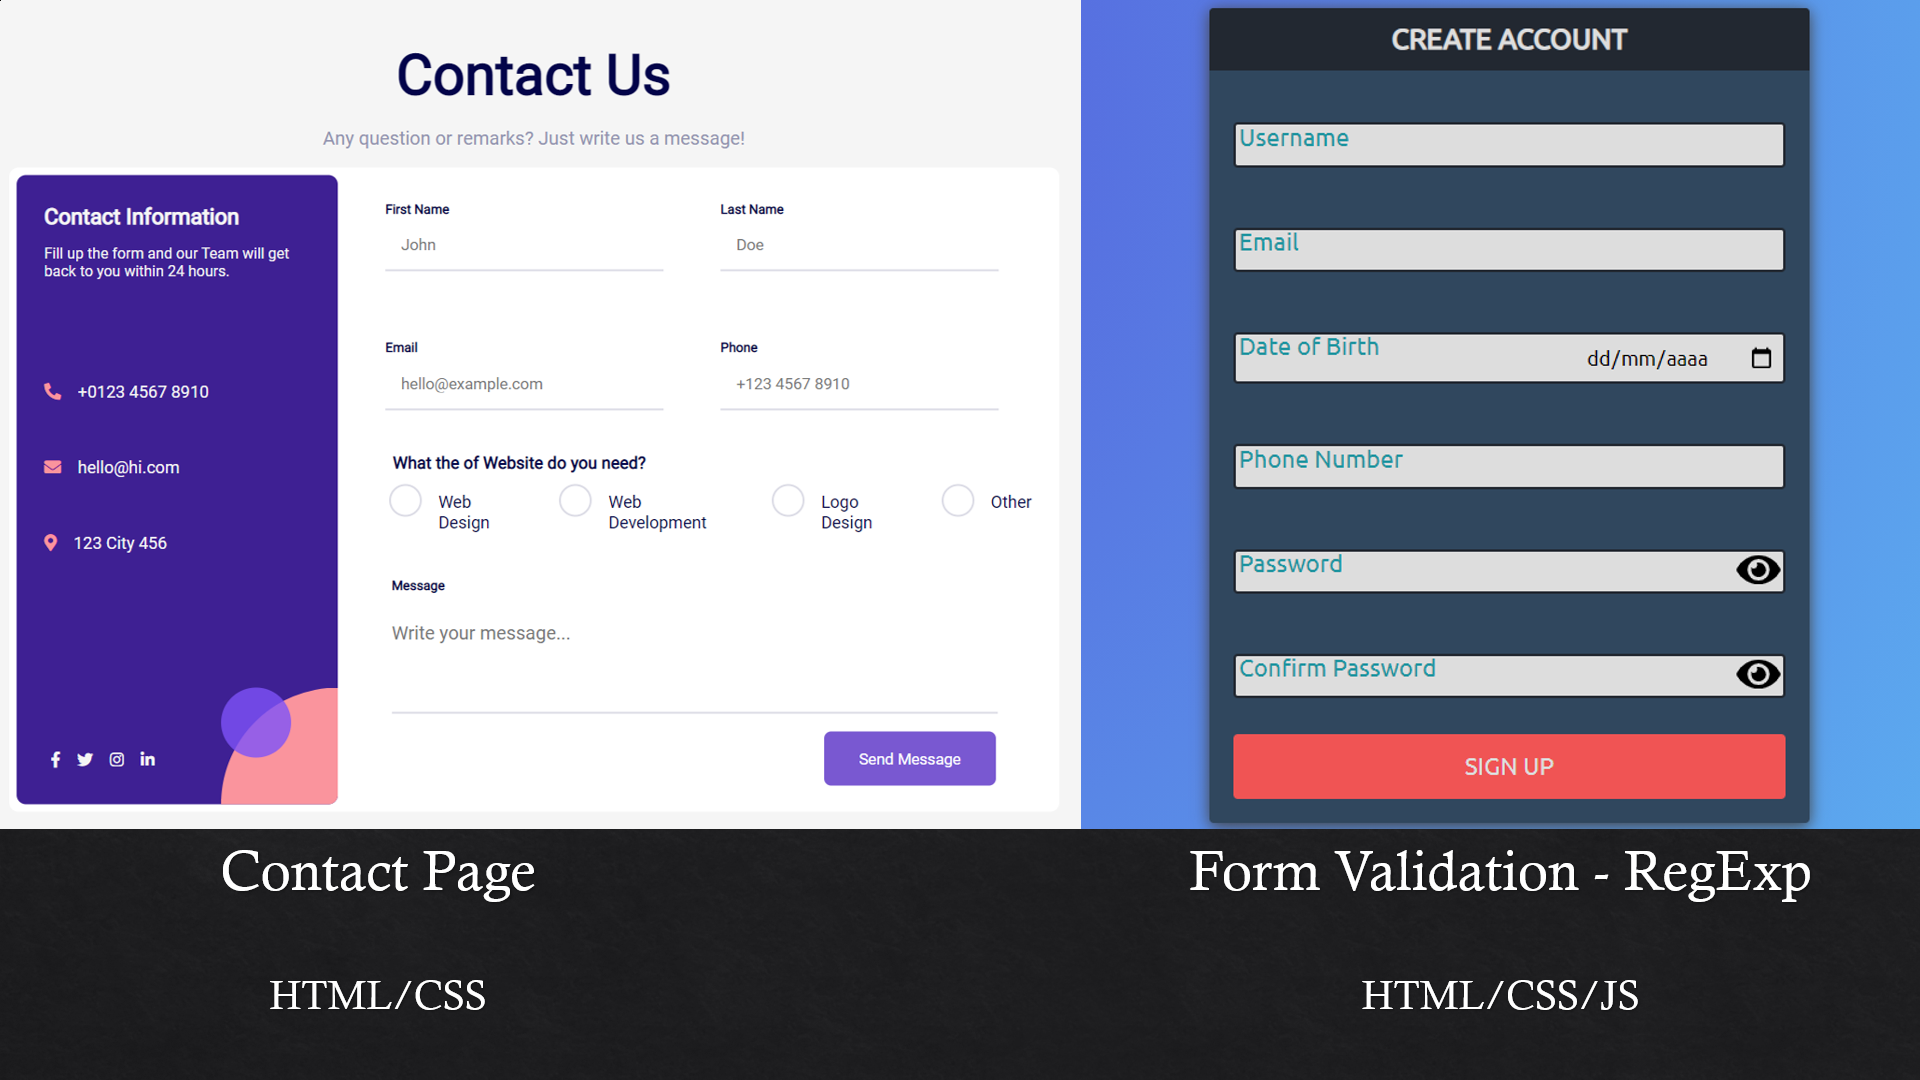 Contact Us
Any question or remarks? Just write us a message!
Contact Information
Fill up the form and our Team will get
back to you within 24 hours.
+0123 4567 8910
hello@hi.com
123 City 456
First Name
Last Name
John
Doe
Email
Phone
hello@example.com
+123 4567 8910
What the of Website do you need?
Web
Design
Web
Development
Logo
Design
Other
Message
Write your message...
Send Message
CREATE ACCOUNT
Username
Email
Date of Birth
dd/mm/aaaa
Phone Number
Password
Confirm Password
SIGN UP
Contact Page
HTML/CSS
Form Validation - RegExp
HTML/CSS/JS